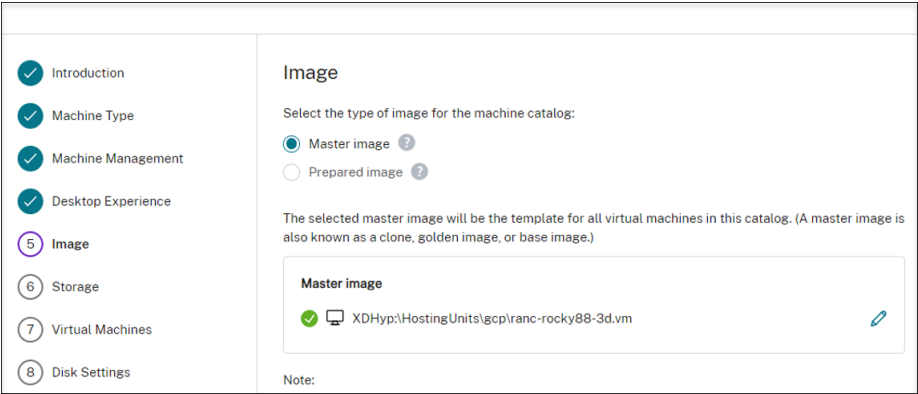 Introduction
Machine Type
Machine Management
Desktop Experience
5 Image
6 Storage
7 Virtual Machines
8 Disk Settings
Image
Select the type of image for the machine catalog:
Master image ?
Prepared image ?
The selected master image will be the template for all virtual machines in this catalog. (A master image is
also known as a clone, golden image, or base image.)
Master image
XDHyp:\HostingUnits\gcp\ranc-rocky88-3d.vm
Note: